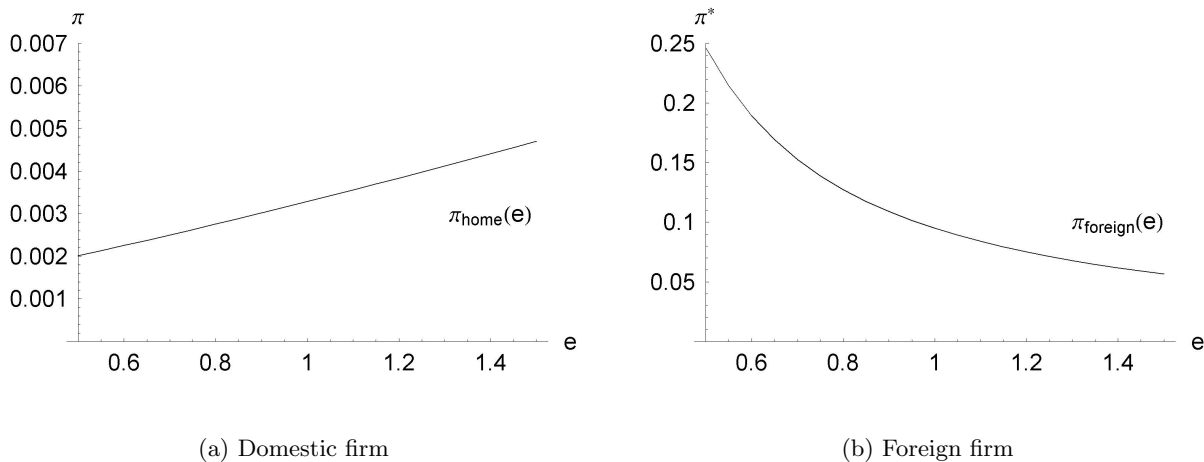 π
0.007
0.006
0.005
0.004
0.003
0.002
0.001
π_home(e)
0.6 0.8 1 1.2 1.4 e
(a) Domestic firm
π*
0.25
0.2
0.15
0.1
0.05
π_foreign(e)
0.6 0.8 1 1.2 1.4 e
(b) Foreign firm